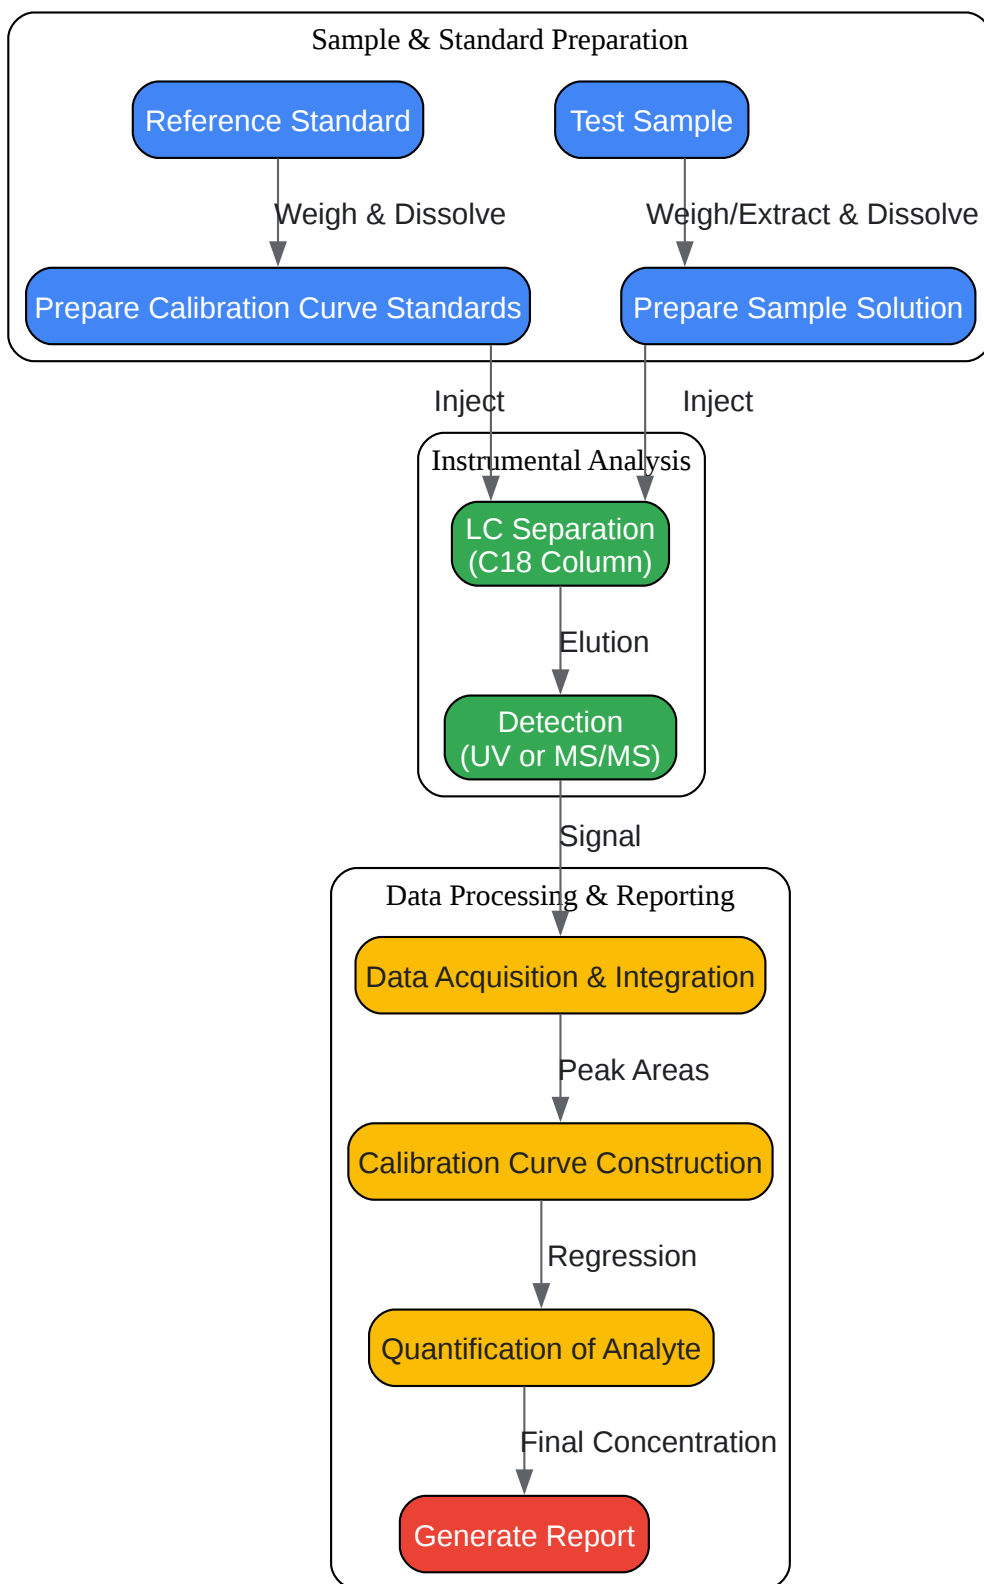 Sample & Standard Preparation
Reference Standard
Test Sample
Weigh & Dissolve
Weigh/Extract & Dissolve
Prepare Calibration Curve Standards
Prepare Sample Solution
Inject
Inject
Instrumental Analysis
LC Separation
(C18 Column)
Elution
Detection
(UV or MS/MS)
Signal
Data Processing & Reporting
Data Acquisition & Integration
Peak Areas
Calibration Curve Construction
Regression
Quantification of Analyte
Final Concentration
Generate Report